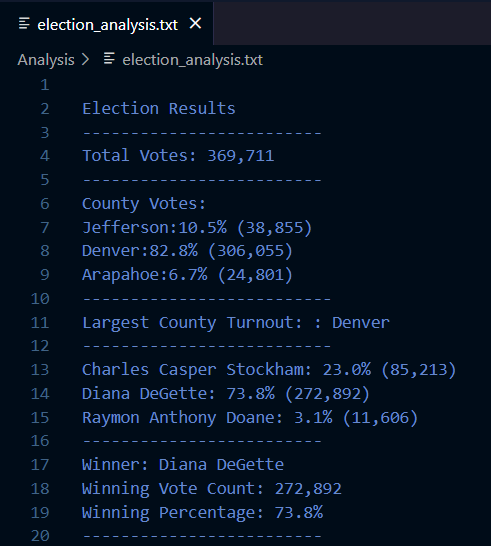 election_analysis.txt ×
Analysis > election_analysis.txt
1
2 Election Results
3 -------------------------
4 Total Votes: 369,711
5 -------------------------
6 County Votes:
7 Jefferson:10.5% (38,855)
8 Denver:82.8% (306,055)
9 Arapahoe:6.7% (24,801)
10 --------------------------
11 Largest County Turnout: : Denver
12 --------------------------
13 Charles Casper Stockham: 23.0% (85,213)
14 Diana DeGette: 73.8% (272,892)
15 Raymon Anthony Doane: 3.1% (11,606)
16 -------------------------
17 Winner: Diana DeGette
18 Winning Vote Count: 272,892
19 Winning Percentage: 73.8%
20 -------------------------